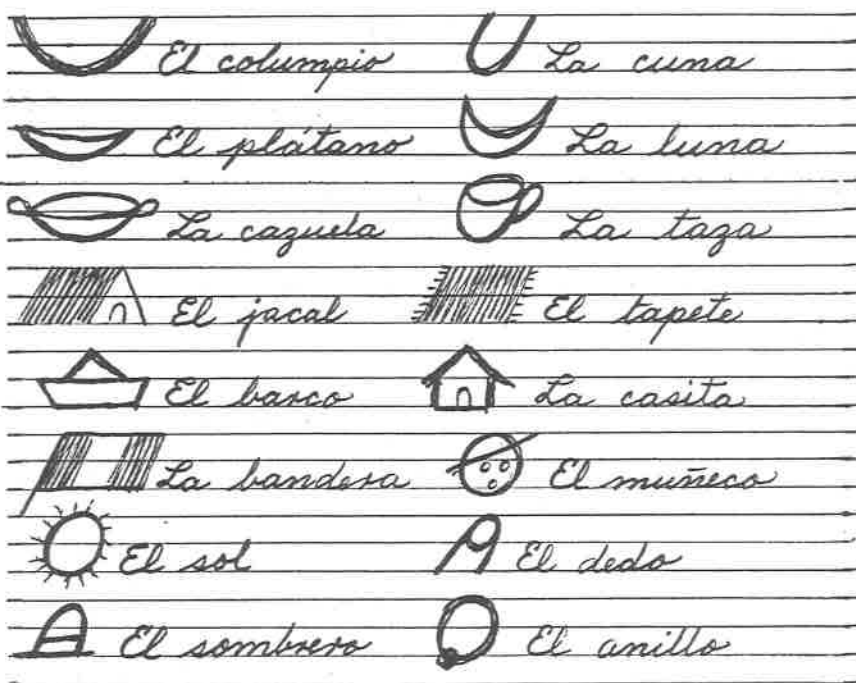 El columpio La cuna
El plátano La luna
La cazuela La taza
El jacal El tapete
El barco La casita
La bandera El muñeco
El sol El dedo
El sombrero El anillo